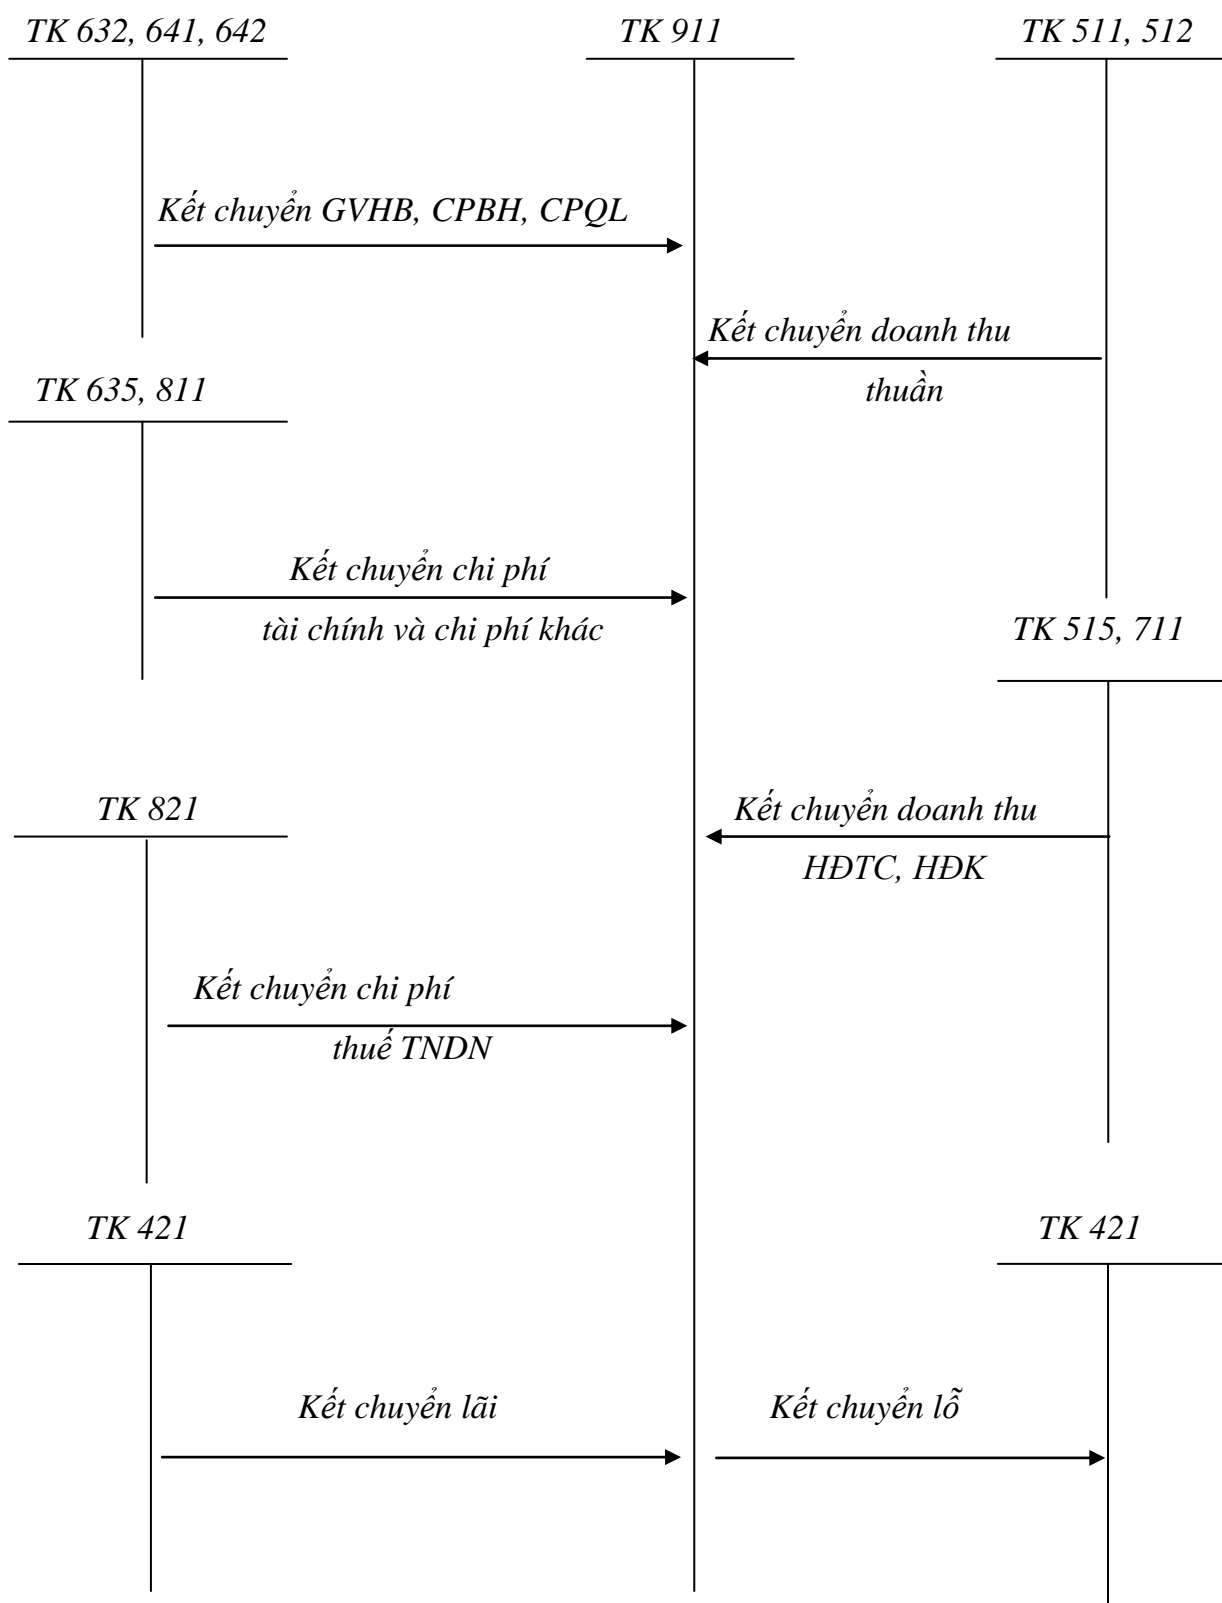 TK 632, 641, 642
TK 911
TK 511, 512
Kết chuyển GVHB, CPBH, CPQL
Kết chuyển doanh thu
thuần
TK 635, 811
Kết chuyển chi phí
tài chính và chi phí khác
TK 515, 711
TK 821
Kết chuyển doanh thu
HĐTC, HĐK
Kết chuyển chi phí
thuế TNDN
TK 421
TK 421
Kết chuyển lãi
Kết chuyển lỗ